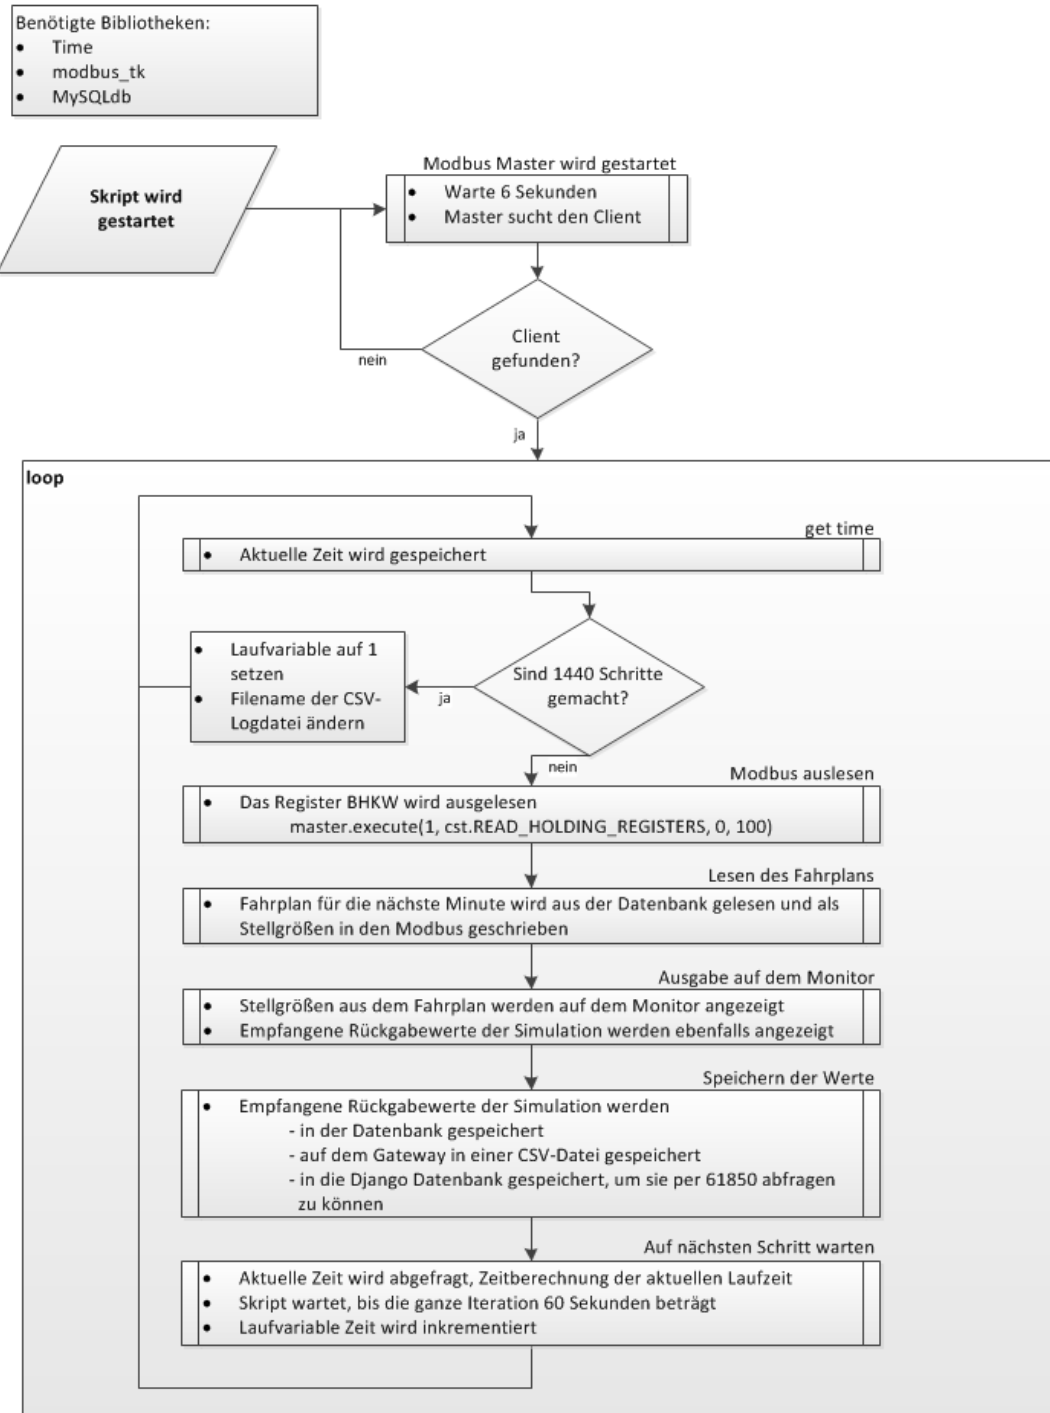 Benötigte Bibliotheken:
• Time
• modbus_tk
• MySQLdb
Skript wird
gestartet
Modbus Master wird gestartet
• Warte 6 Sekunden
• Master sucht den Client
Client
gefunden?
nein
ja
loop
get time
• Aktuelle Zeit wird gespeichert
Sind 1440 Schritte
gemacht?
ja
• Laufvariable auf 1
setzen
• Filename der CSV-
Logdatei ändern
nein
Modbus auslesen
• Das Register BHKW wird ausgelesen
master.execute(1, cst.READ_HOLDING_REGISTERS, 0, 100)
Lesen des Fahrplans
• Fahrplan für die nächste Minute wird aus der Datenbank gelesen und als
Stellgrößen in den Modbus geschrieben
Ausgabe auf dem Monitor
• Stellgrößen aus dem Fahrplan werden auf dem Monitor angezeigt
• Empfangene Rückgabewerte der Simulation werden ebenfalls angezeigt
Speichern der Werte
• Empfangene Rückgabewerte der Simulation werden
- in der Datenbank gespeichert
- auf dem Gateway in einer CSV-Datei gespeichert
- in die Django Datenbank gespeichert, um sie per 61850 abfragen
zu können
Auf nächsten Schritt warten
• Aktuelle Zeit wird abgefragt, Zeitberechnung der aktuellen Laufzeit
• Skript wartet, bis die ganze Iteration 60 Sekunden beträgt
• Laufvariable Zeit wird inkrementiert